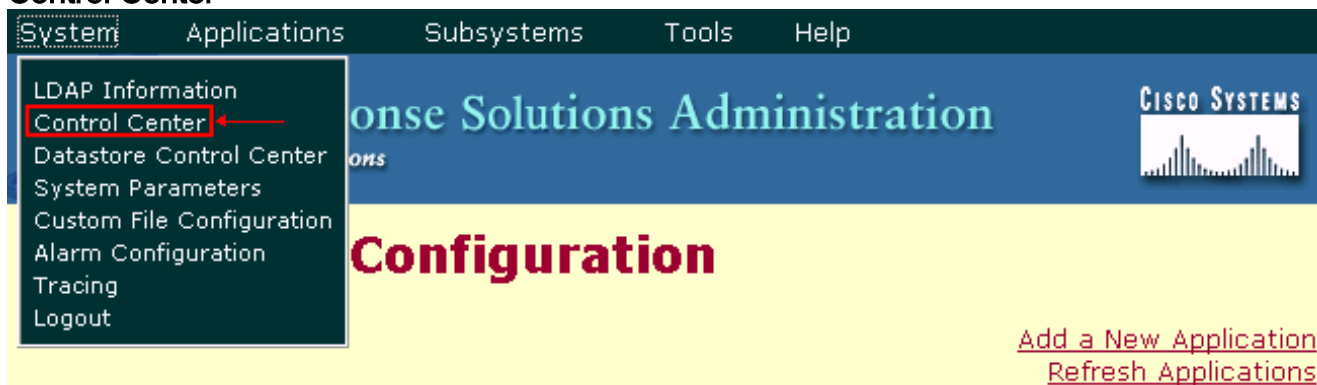 Control Center
System Applications Subsystems Tools Help
LDAP Information
Control Center
Datastore Control Center
System Parameters
Custom File Configuration
Alarm Configuration
Tracing
Logout
onse Solutions Administration
ons
CISCO SYSTEMS
Configuration
Add a New Application
Refresh Applications